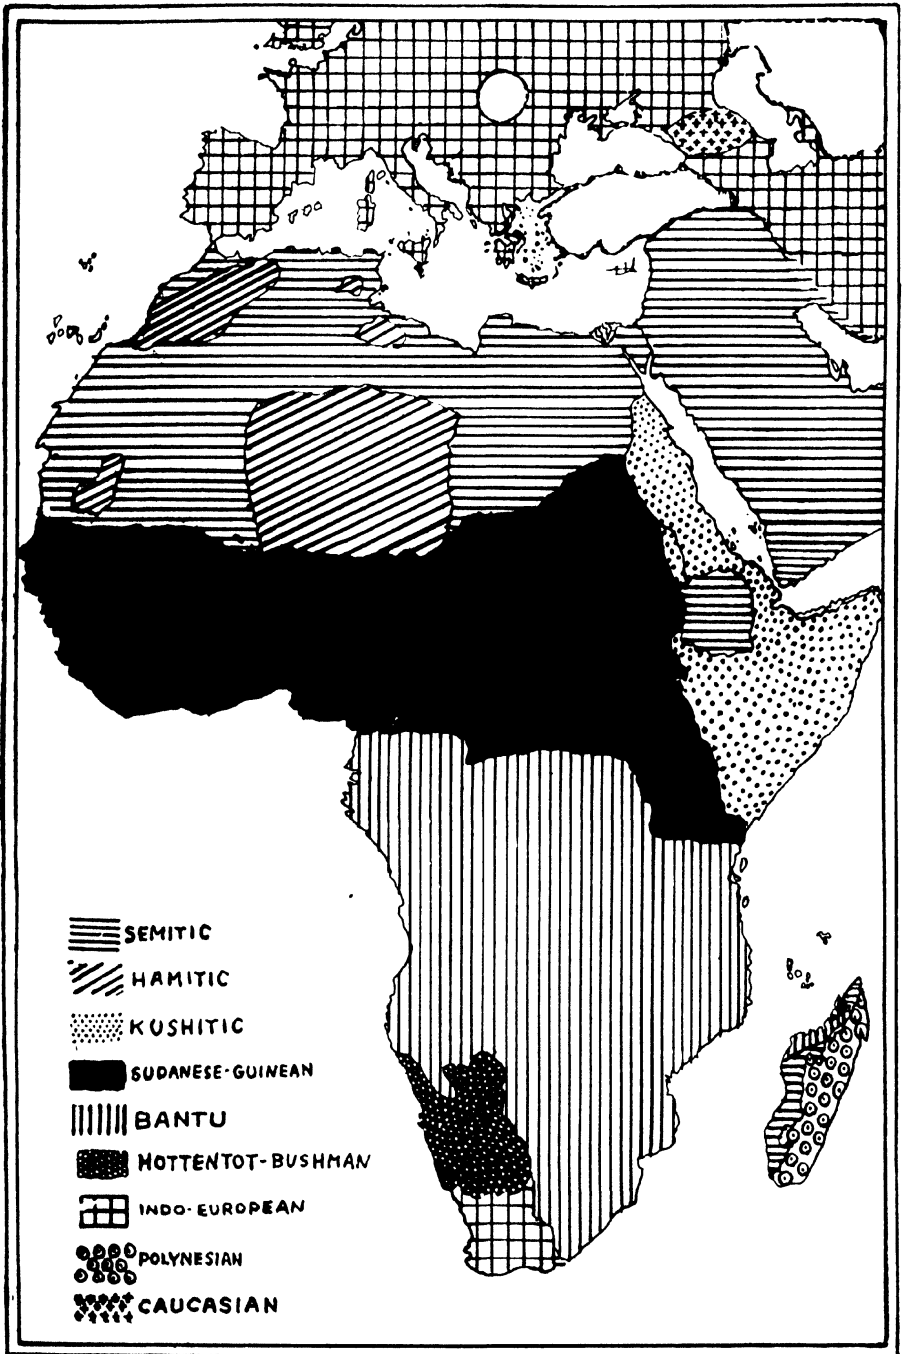 SEMITIC
HAMITIC
KUSHITIC
SUDANESE-GUINEAN
BANTU
HOTTENTOT-BUSHMAN
INDO-EUROPEAN
POLYNESIAN
CAUCASIAN